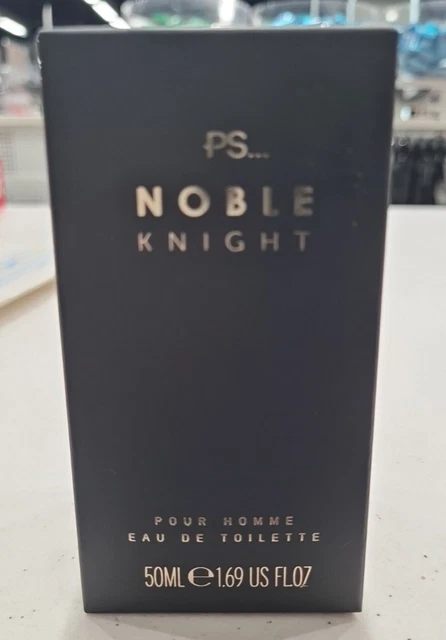 PS...
NOBLE
KNIGHT
POUR HOMME
EAU DE TOILETTE
50ML ℮ 1.69 US FL.OZ